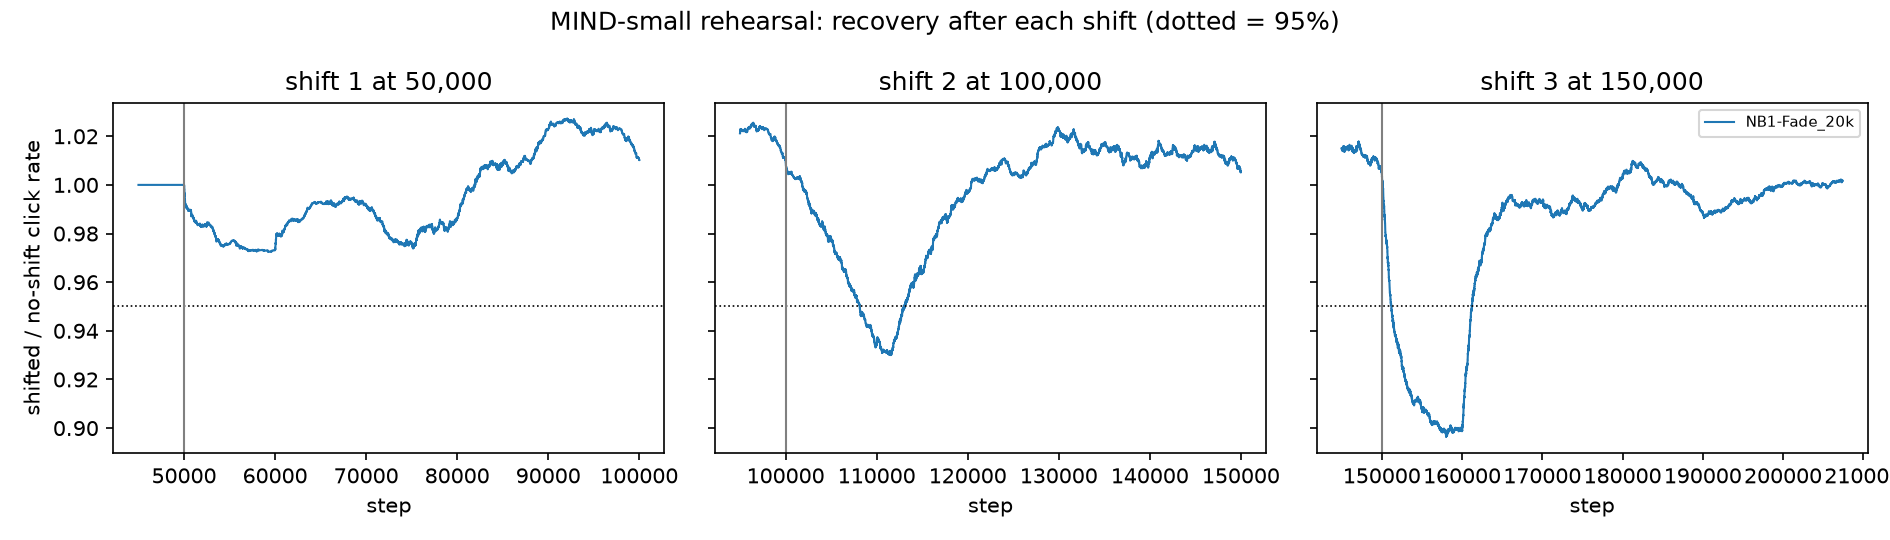 MIND-small rehearsal: recovery after each shift (dotted = 95%)
shift 1 at 50,000
shift 2 at 100,000
shift 3 at 150,000
shifted / no-shift click rate
1.02
1.00
0.98
0.96
0.94
0.92
0.90
NB1-Fade_20k
50000 60000 70000 80000 90000 100000
100000 110000 120000 130000 140000 150000
150000 160000 170000 180000 190000 200000 21000
step
step
step